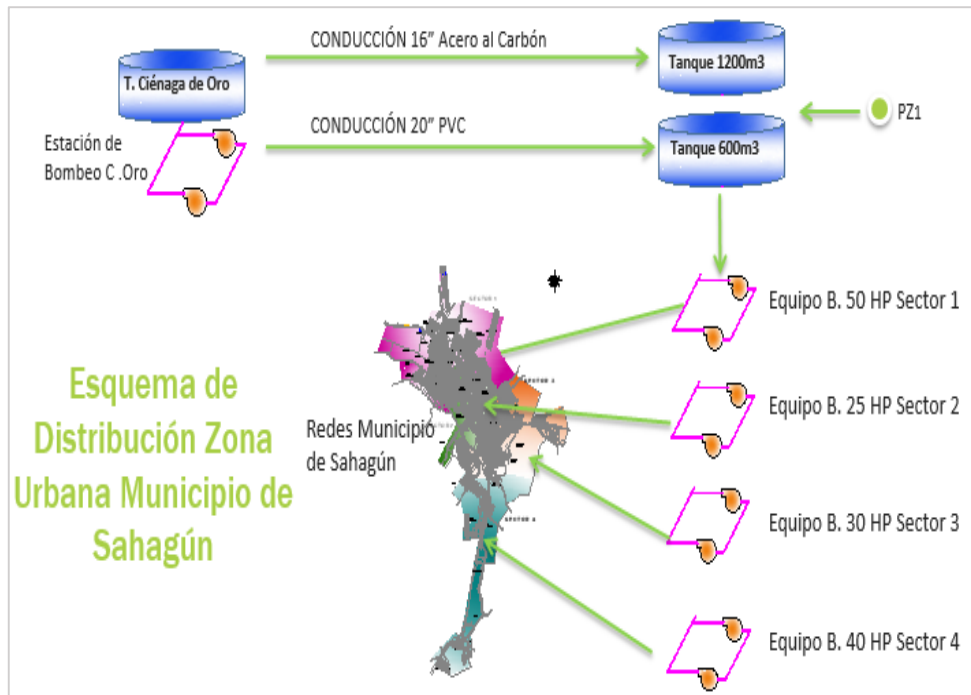 CONDUCCIÓN 16” Acero al Carbón
T. Ciénaga de Oro
Tanque 1200m3
CONDUCCIÓN 20” PVC
PZ1
Estación de
Bombeo C .Oro
Tanque 600m3
Equipo B. 50 HP Sector 1
Equipo B. 25 HP Sector 2
Equipo B. 30 HP Sector 3
Equipo B. 40 HP Sector 4
Redes Municipio
de Sahagún
Esquema de
Distribución Zona
Urbana Municipio de
Sahagún